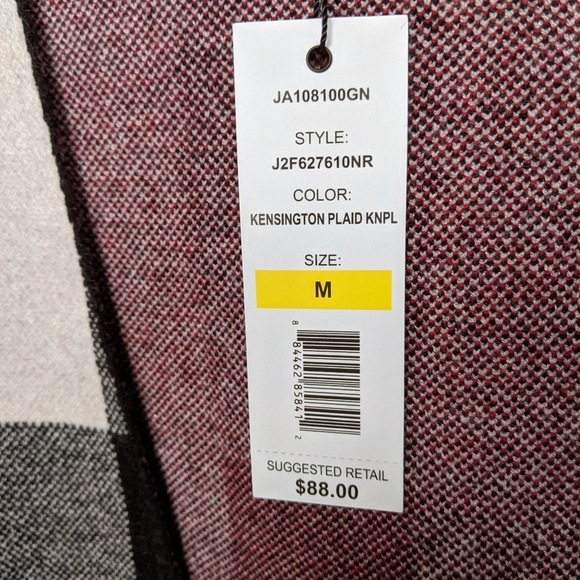 JA108100GN
STYLE:
J2F627610NR
COLOR:
KENSINGTON PLAID KNPL
SIZE:
M
8 84462 85841 2
SUGGESTED RETAIL
$88.00